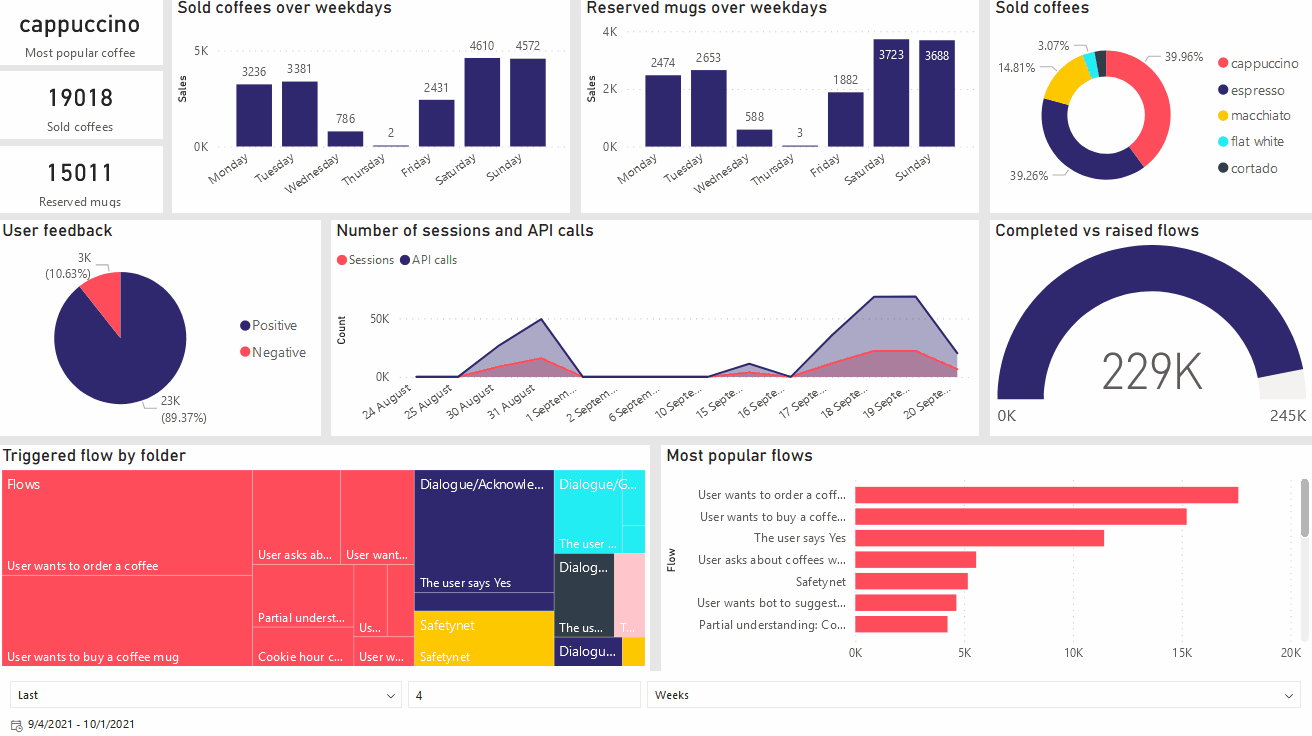 cappuccino
Most popular coffee
19018
Sold coffees
15011
Reserved mugs
Sold coffees over weekdays
Sales
5K
0K
3236
3381
786
2
2431
4610
4572
Monday
Tuesday
Wednesday
Thursday
Friday
Saturday
Sunday
Reserved mugs over weekdays
Sales
4K
2K
0K
2474
2653
588
3
1882
3723
3688
Monday
Tuesday
Wednesday
Thursday
Friday
Saturday
Sunday
Sold coffees
3.07%
14.81%
39.96%
39.26%
cappuccino
espresso
macchiato
flat white
cortado
User feedback
3K
(10.63%)
23K
(89.37%)
Positive
Negative
Number of sessions and API calls
Sessions
API calls
Count
50K
0K
24 August
25 August
30 August
31 August
1 Septem...
2 Septem...
6 Septem...
10 Septe...
15 Septe...
16 Septe...
17 Septe...
18 Septe...
19 Septe...
20 Septe...
Completed vs raised flows
229K
0K
245K
Triggered flow by folder
Flows
User wants to order a coffee
User wants to buy a coffee mug
User asks ab...
User want...
Partial underst...
Us...
Cookie hour c...
User w...
Dialogue/Acknowle...
The user says Yes
Safetynet
Safetynet
Dialogue/G...
The user ...
Dialog...
The us...
T...
Dialogu...
Most popular flows
Flow
User wants to order a coff...
User wants to buy a coffe...
The user says Yes
User asks about coffees w...
Safetynet
User wants bot to suggest...
Partial understanding: Co...
0K
5K
10K
15K
20K
Last
4
Weeks
9/4/2021 - 10/1/2021